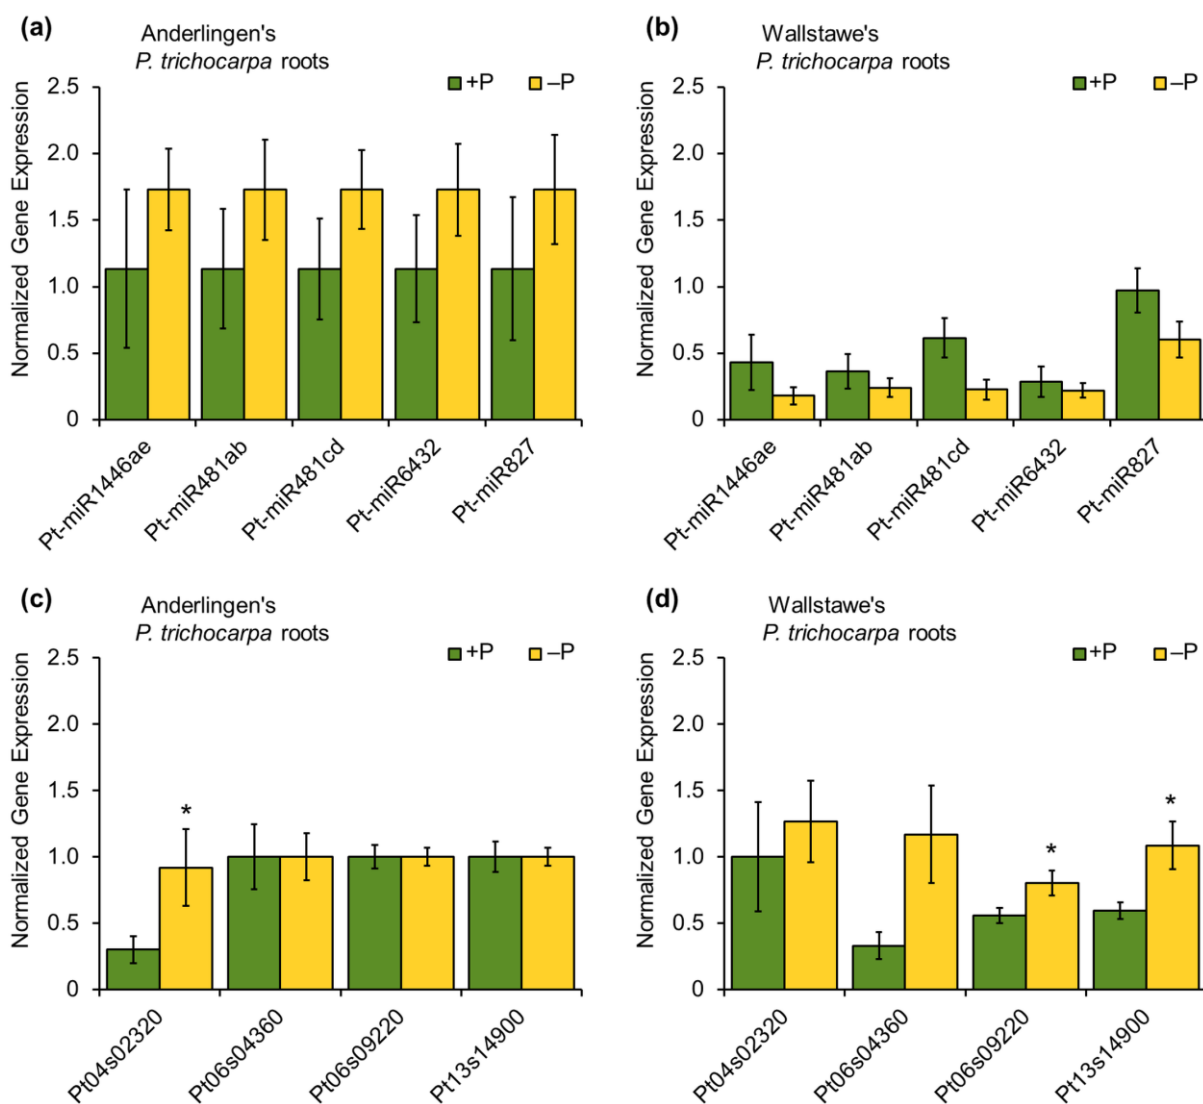 (a)
Anderlingen's
P. trichocarpa roots
+P –P
Normalized Gene Expression
2.5
2.0
1.5
1.0
0.5
0
Pt-miR1446ae
Pt-miR481ab
Pt-miR481cd
Pt-miR6432
Pt-miR827
(b)
Wallstawe's
P. trichocarpa roots
+P –P
Normalized Gene Expression
2.5
2.0
1.5
1.0
0.5
0
Pt-miR1446ae
Pt-miR481ab
Pt-miR481cd
Pt-miR6432
Pt-miR827
(c)
Anderlingen's
P. trichocarpa roots
+P –P
Normalized Gene Expression
2.5
2.0
1.5
1.0
0.5
0
*
Pt04s02320
Pt06s04360
Pt06s09220
Pt13s14900
(d)
Wallstawe's
P. trichocarpa roots
+P –P
Normalized Gene Expression
2.5
2.0
1.5
1.0
0.5
0
*
*
Pt04s02320
Pt06s04360
Pt06s09220
Pt13s14900